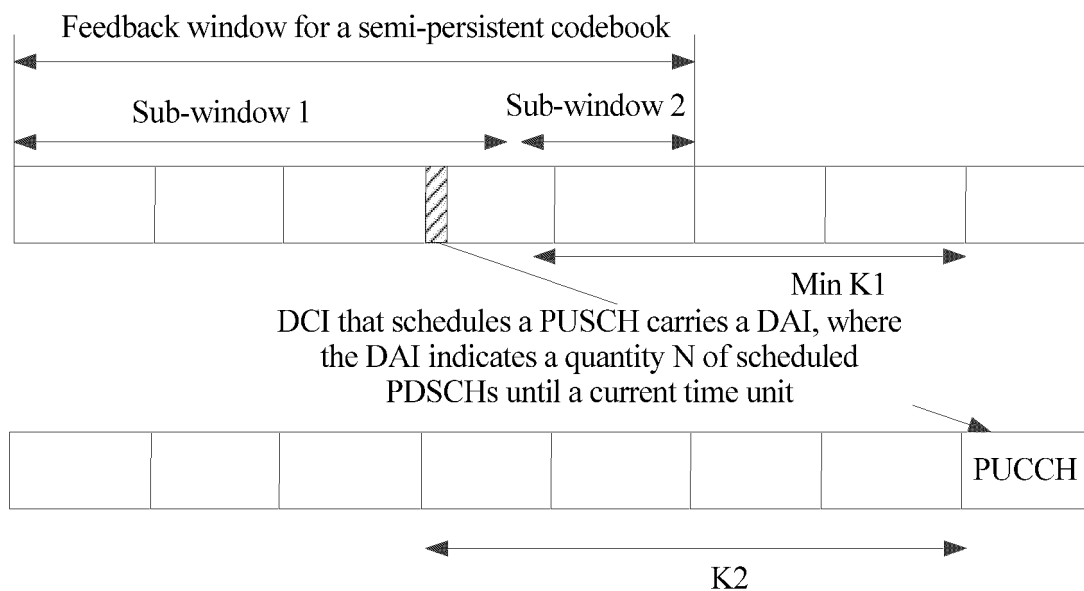 Feedback window for a semi-persistent codebook
Sub-window 1
Sub-window 2
Min K1
DCI that schedules a PUSCH carries a DAI, where
the DAI indicates a quantity N of scheduled
PDSCHs until a current time unit
PUCCH
K2